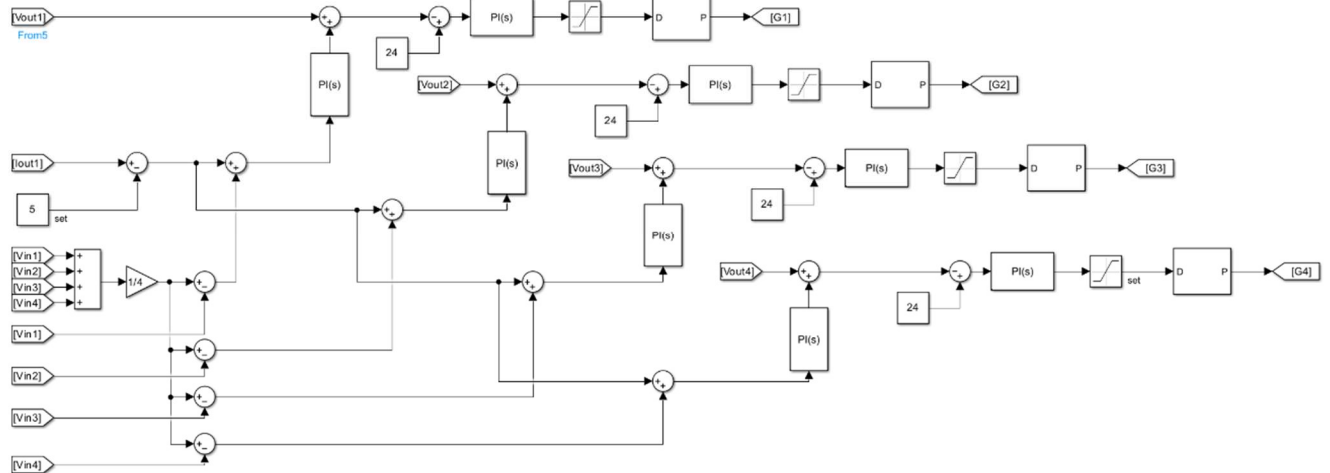 [Vout1]
From5
24
PI(s)
D P
[G1]
PI(s)
[Vout2]
24
PI(s)
D P
[G2]
PI(s)
[Iout1]
5
set
[Vout3]
24
PI(s)
D P
[G3]
PI(s)
[Vin1]
[Vin2]
[Vin3]
[Vin4]
1/4
[Vin1]
[Vin2]
[Vin3]
[Vin4]
[Vout4]
24
PI(s)
set
D P
[G4]
PI(s)